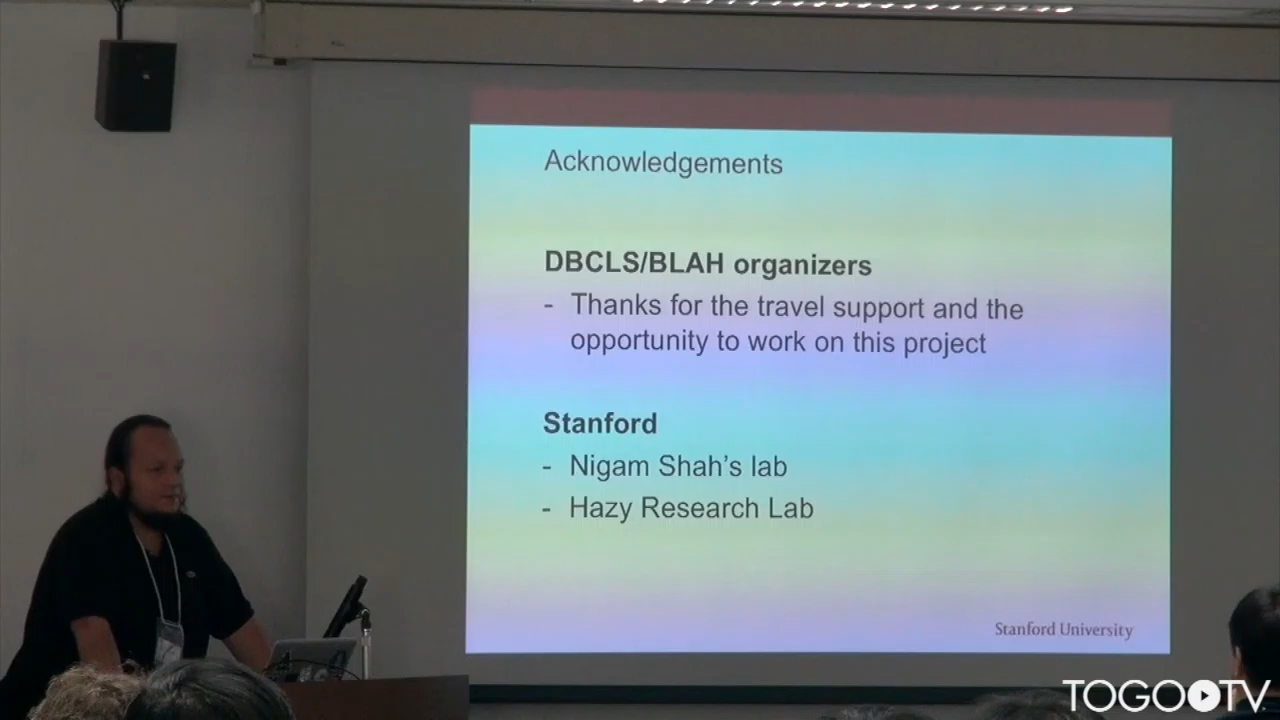 Acknowledgements
DBCLS/BLAH organizers
- Thanks for the travel support and the
opportunity to work on this project
Stanford
- Nigam Shah’s lab
- Hazy Research Lab
Stanford University
TOGOTV